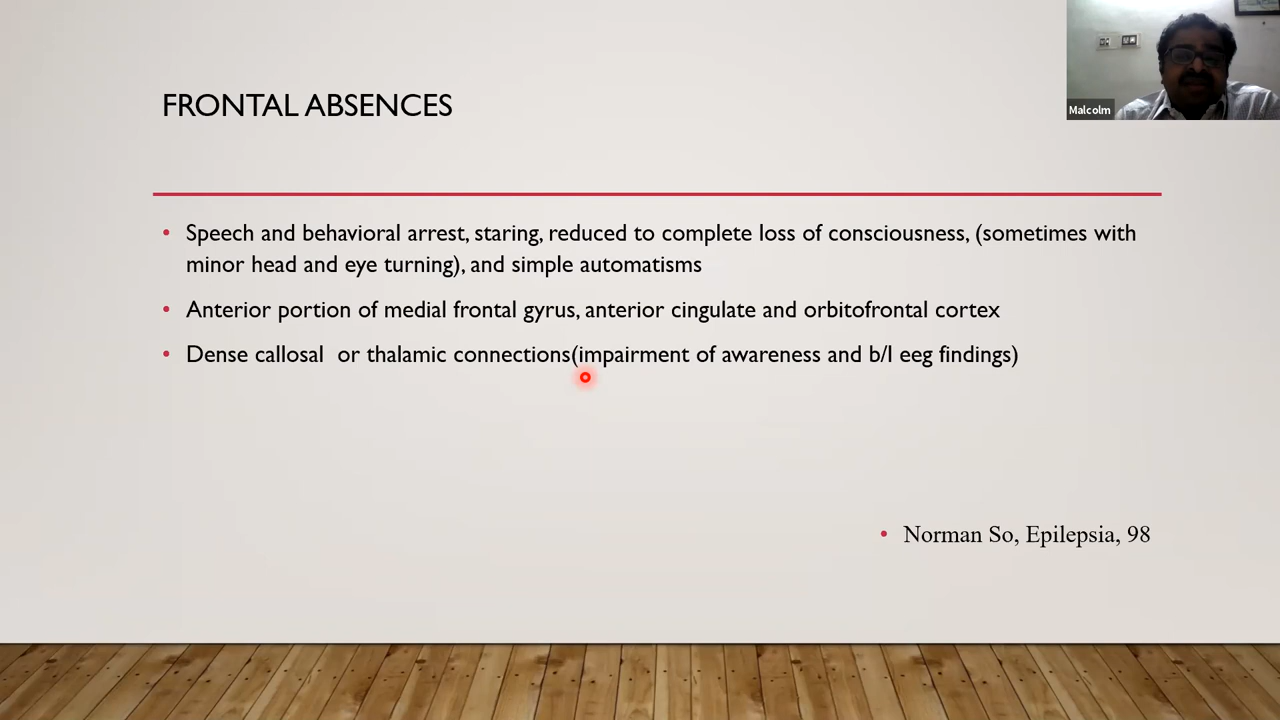 Malcolm
FRONTAL ABSENCES
• Speech and behavioral arrest, staring, reduced to complete loss of consciousness, (sometimes with
minor head and eye turning), and simple automatisms
• Anterior portion of medial frontal gyrus, anterior cingulate and orbitofrontal cortex
• Dense callosal  or thalamic connections(impairment of awareness and b/l eeg findings)
• Norman So, Epilepsia, 98